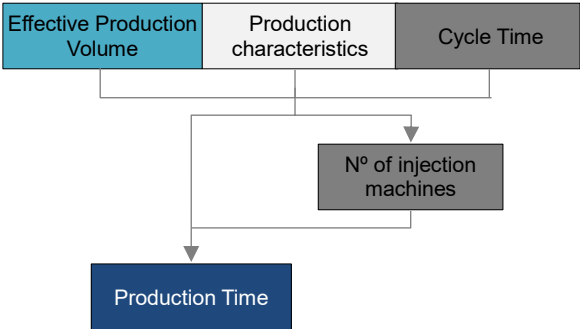 Effective Production
Volume
Production
characteristics
Cycle Time
Nº of injection
machines
Production Time